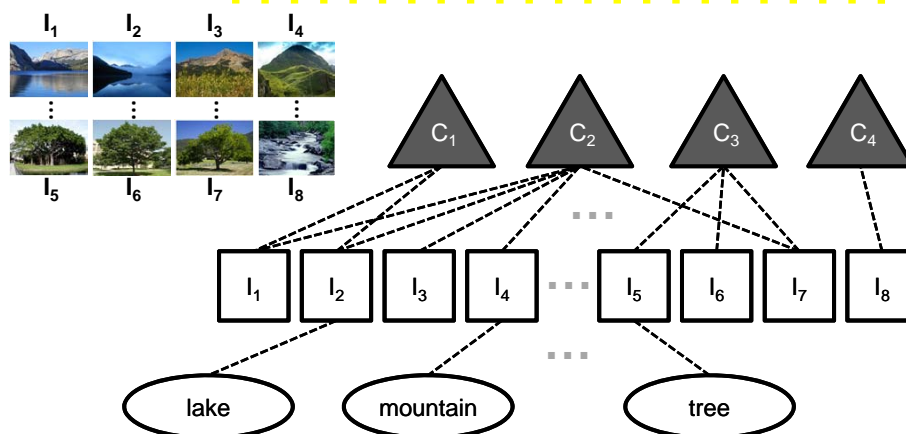 I₁ I₂ I₃ I₄
I₅ I₆ I₇ I₈
C₁ C₂ C₃ C₄
I₁ I₂ I₃ I₄ I₅ I₆ I₇ I₈
lake mountain tree